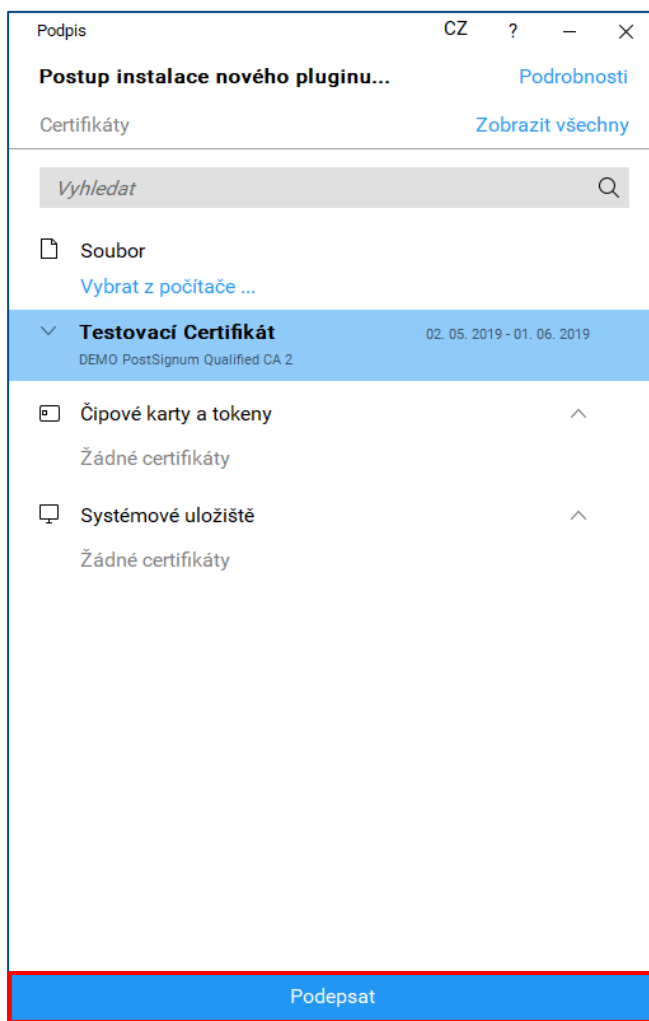 Podpis CZ ?
Postup instalace nového pluginu... Podrobnosti
Certifikáty Zobrazit všechny
Vyhledat
Soubor
Vybrat z počítače ...
Testovací Certifikát 02. 05. 2019 - 01. 06. 2019
DEMO PostSignum Qualified CA 2
Čipové karty a tokeny
Žádné certifikáty
Systémové uložiště
Žádné certifikáty
Podepsat